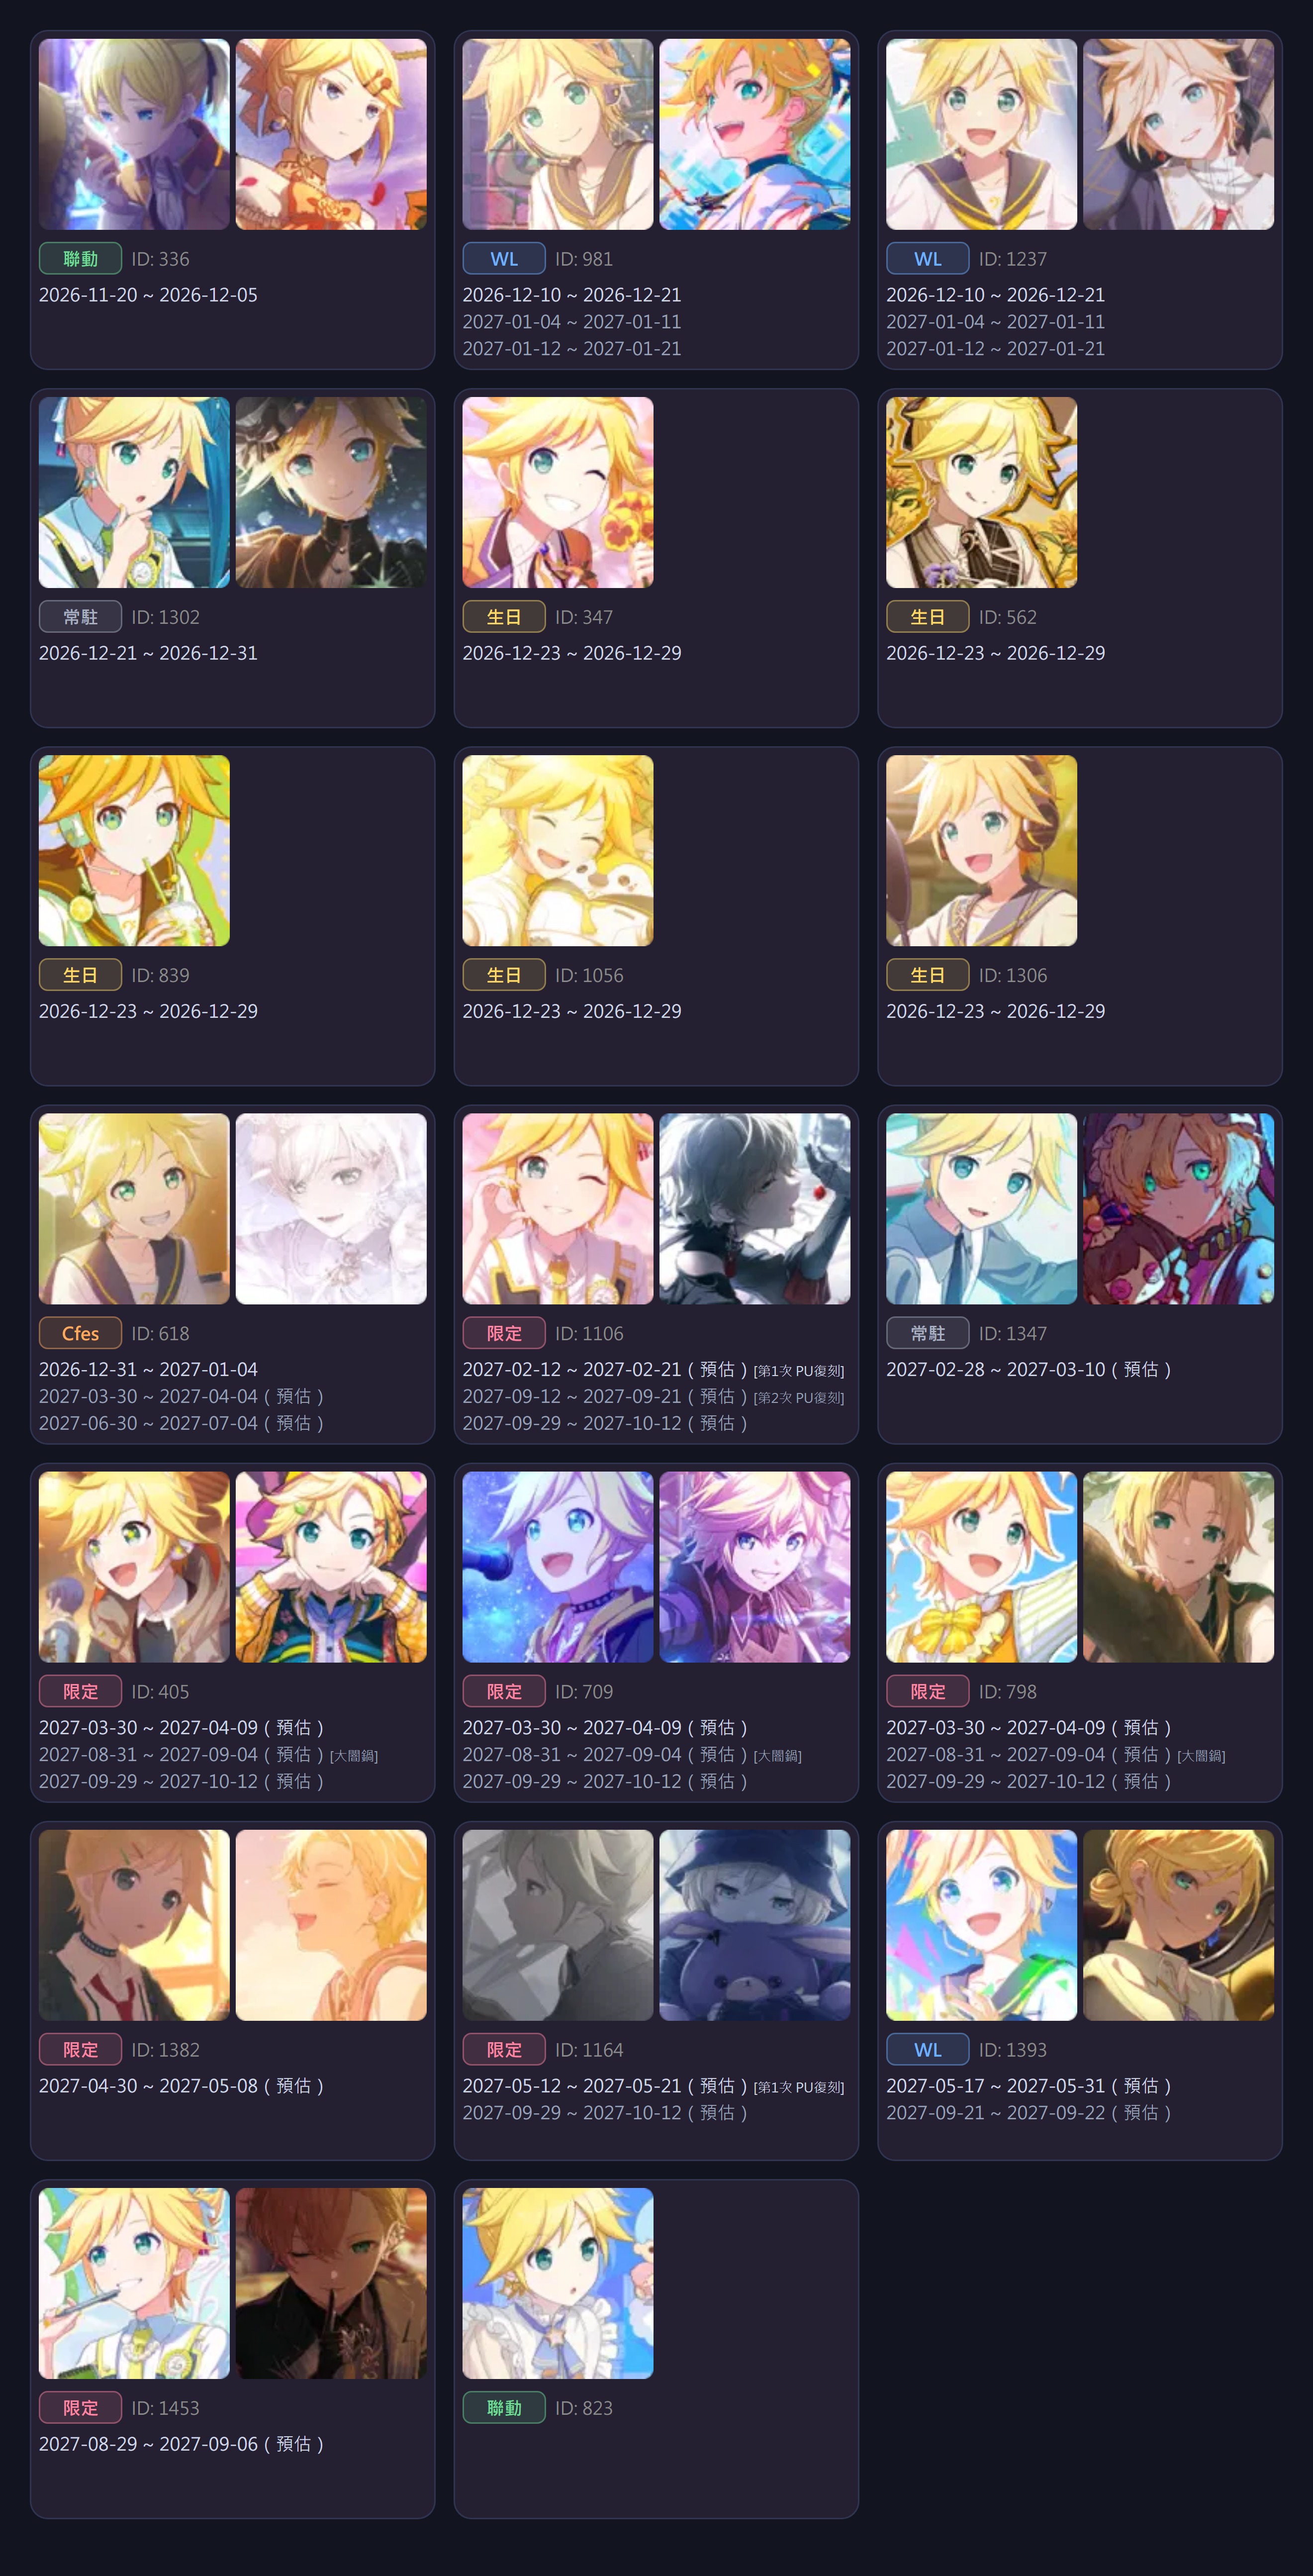 聯動 ID: 336
2026-11-20 ~ 2026-12-05
WL ID: 981
2026-12-10 ~ 2026-12-21
2027-01-04 ~ 2027-01-11
2027-01-12 ~ 2027-01-21
WL ID: 1237
2026-12-10 ~ 2026-12-21
2027-01-04 ~ 2027-01-11
2027-01-12 ~ 2027-01-21
常駐 ID: 1302
2026-12-21 ~ 2026-12-31
生日 ID: 347
2026-12-23 ~ 2026-12-29
生日 ID: 562
2026-12-23 ~ 2026-12-29
生日 ID: 839
2026-12-23 ~ 2026-12-29
生日 ID: 1056
2026-12-23 ~ 2026-12-29
生日 ID: 1306
2026-12-23 ~ 2026-12-29
Cfes ID: 618
2026-12-31 ~ 2027-01-04
2027-03-30 ~ 2027-04-04 ( 預估 )
2027-06-30 ~ 2027-07-04 ( 預估 )
限定 ID: 1106
2027-02-12 ~ 2027-02-21 ( 預估 ) [第1次 PU復刻]
2027-09-12 ~ 2027-09-21 ( 預估 ) [第2次 PU復刻]
2027-09-29 ~ 2027-10-12 ( 預估 )
常駐 ID: 1347
2027-02-28 ~ 2027-03-10 ( 預估 )
限定 ID: 405
2027-03-30 ~ 2027-04-09 ( 預估 )
2027-08-31 ~ 2027-09-04 ( 預估 ) [大闇鍋]
2027-09-29 ~ 2027-10-12 ( 預估 )
限定 ID: 709
2027-03-30 ~ 2027-04-09 ( 預估 )
2027-08-31 ~ 2027-09-04 ( 預估 ) [大闇鍋]
2027-09-29 ~ 2027-10-12 ( 預估 )
限定 ID: 798
2027-03-30 ~ 2027-04-09 ( 預估 )
2027-08-31 ~ 2027-09-04 ( 預估 ) [大闇鍋]
2027-09-29 ~ 2027-10-12 ( 預估 )
限定 ID: 1382
2027-04-30 ~ 2027-05-08 ( 預估 )
限定 ID: 1164
2027-05-12 ~ 2027-05-21 ( 預估 ) [第1次 PU復刻]
2027-09-29 ~ 2027-10-12 ( 預估 )
WL ID: 1393
2027-05-17 ~ 2027-05-31 ( 預估 )
2027-09-21 ~ 2027-09-22 ( 預估 )
限定 ID: 1453
2027-08-29 ~ 2027-09-06 ( 預估 )
聯動 ID: 823